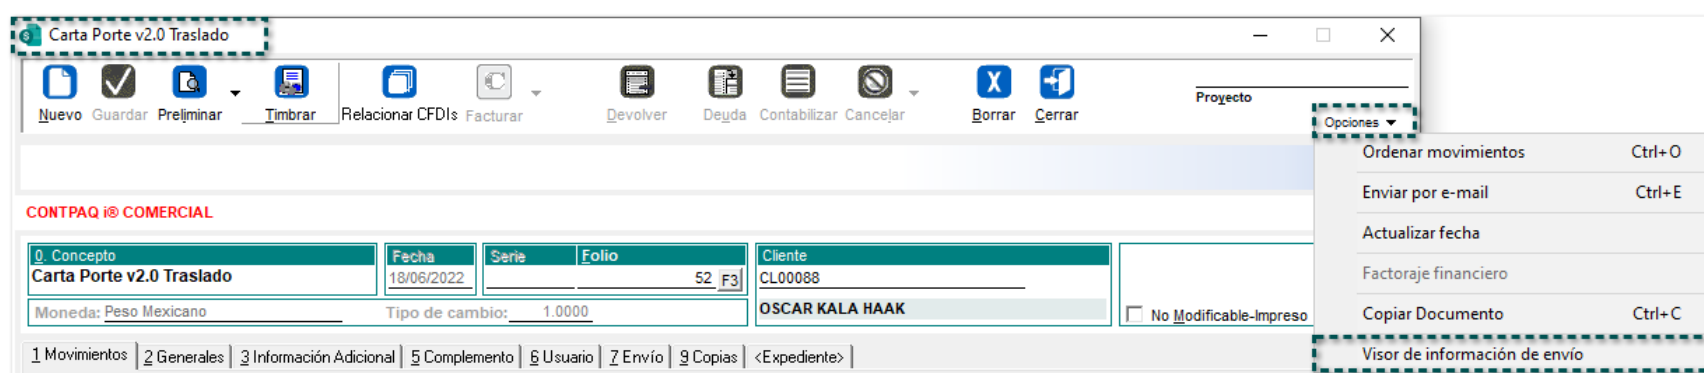 Carta Porte v2.0 Traslado
Nuevo Guardar Preliminar Timbrar Relacionar CFDIs Facturar Devolver Deuda Contabilizar Cancelar Borrar Cerrar
Proyecto
Opciones
Ordenar movimientos Ctrl+O
Enviar por e-mail Ctrl+E
Actualizar fecha
Factoraje financiero
Copiar Documento Ctrl+C
Visor de información de envío
CONTPAQ i® COMERCIAL
0. Concepto Fecha Serie Folio Cliente
Carta Porte v2.0 Traslado 18/06/2022 52 F3 CL00088
Moneda: Peso Mexicano Tipo de cambio: 1.0000 OSCAR KALA HAAK No Modificable-Impreso
1 Movimientos 2 Generales 3 Información Adicional 5 Complemento 6 Usuario 7 Envío 9 Copias <Expediente>